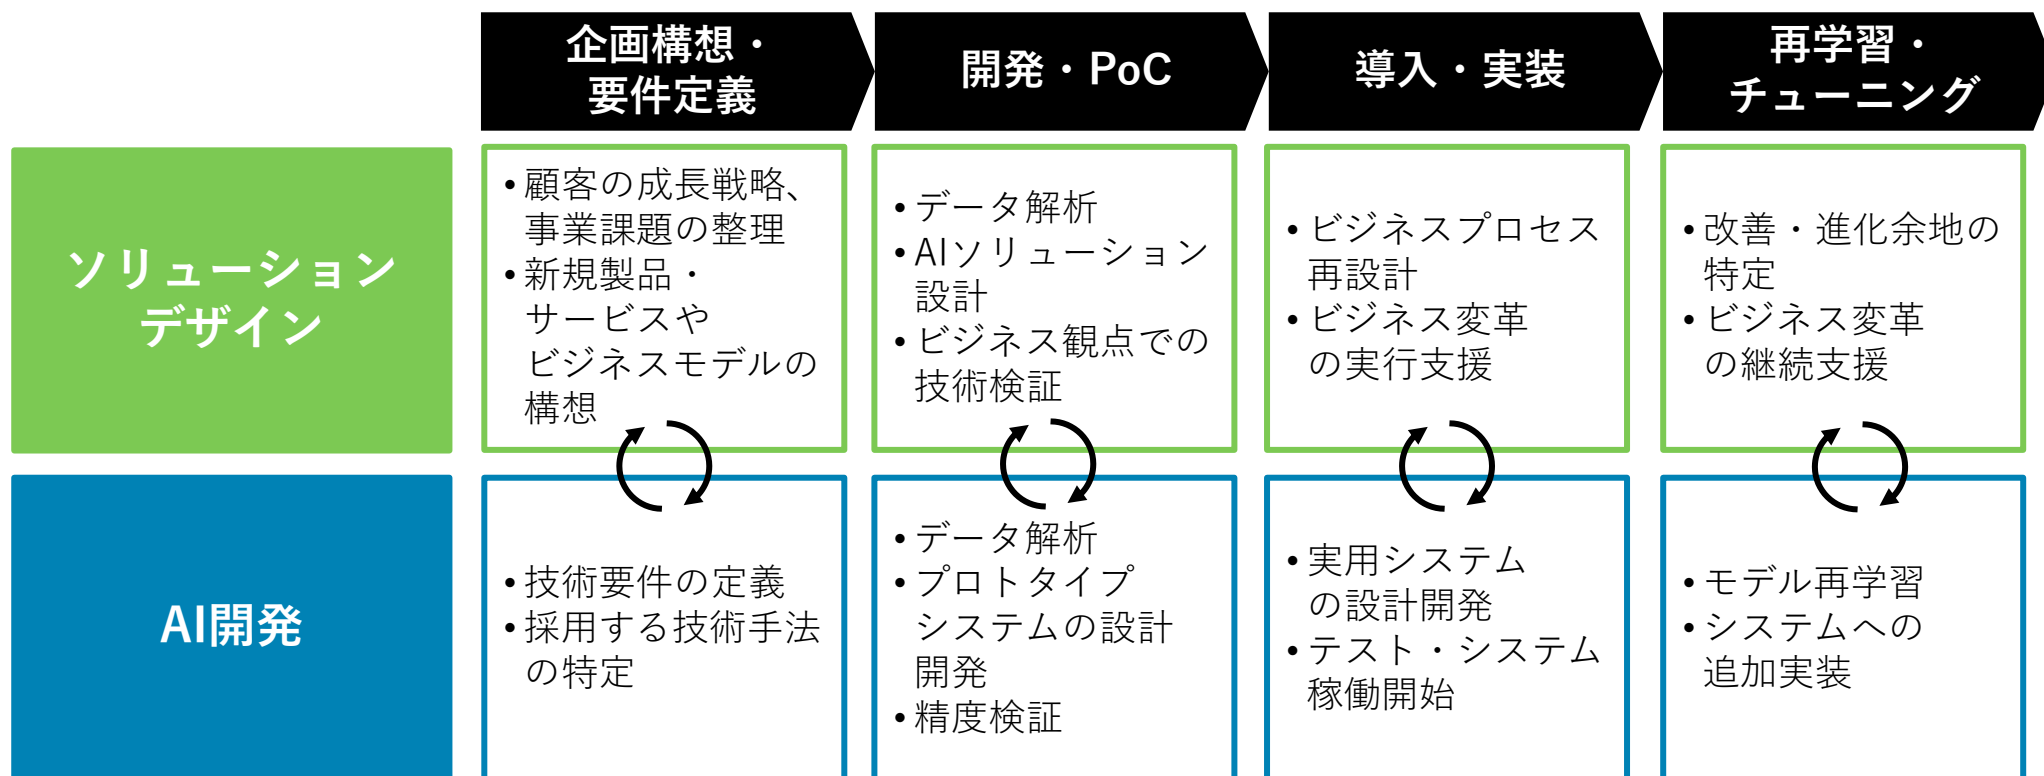 企画構想・
要件定義
開発・PoC
導入・実装
再学習・
チューニング
ソリューション
デザイン
• 顧客の成長戦略、
事業課題の整理
• 新規製品・
サービスや
ビジネスモデルの
構想
• データ解析
• AIソリューション
設計
• ビジネス観点での
技術検証
• ビジネスプロセス
再設計
• ビジネス変革
の実行支援
• 改善・進化余地の
特定
• ビジネス変革
の継続支援
AI開発
• 技術要件の定義
• 採用する技術手法
の特定
• データ解析
• プロトタイプ
システムの設計
開発
• 精度検証
• 実用システム
の設計開発
• テスト・システム
稼働開始
• モデル再学習
• システムへの
追加実装